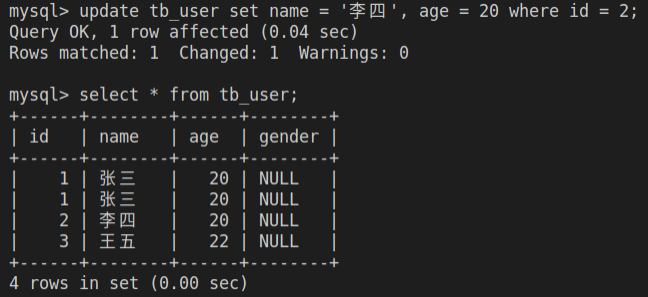 mysql> update tb_user set name = '李四', age = 20 where id = 2;
Query OK, 1 row affected (0.04 sec)
Rows matched: 1  Changed: 1  Warnings: 0

mysql> select * from tb_user;
+------+--------+------+--------+
| id   | name   | age  | gender |
+------+--------+------+--------+
|    1 | 张三   |   20 | NULL   |
|    1 | 张三   |   20 | NULL   |
|    2 | 李四   |   20 | NULL   |
|    3 | 王五   |   22 | NULL   |
+------+--------+------+--------+
4 rows in set (0.00 sec)